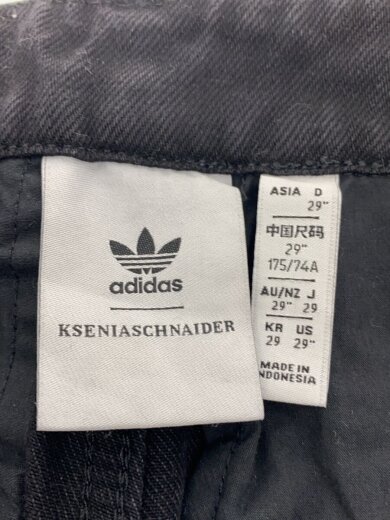 adidas
KSENIASCHNAIDER
ASIA D
29"
中国尺码
29"
175/74A
AU/NZ J
29" 29
KR US
29 29"
MADE IN
INDONESIA